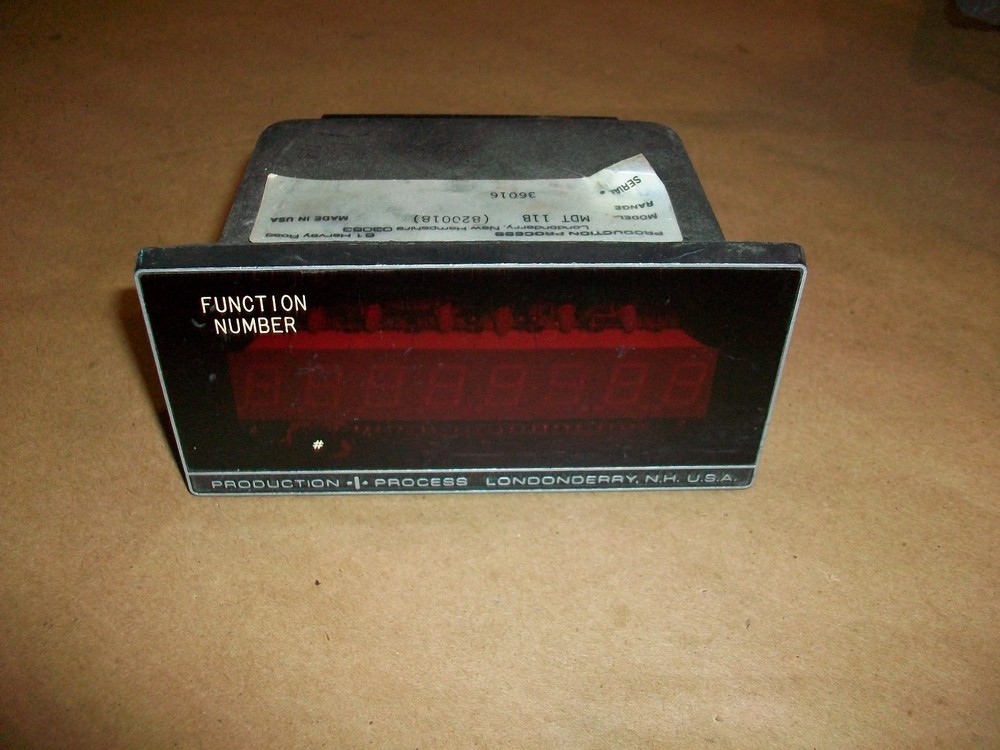 FUNCTION
NUMBER
#
PRODUCTION PROCESS LONDONDERRY, N.H. U.S.A.
PRODUCTION PROCESS 61 Harvey Road
Londonderry, New Hampshire 03053
MODEL MDT 11B (820018) MADE IN USA
RANGE
SERIAL 36016